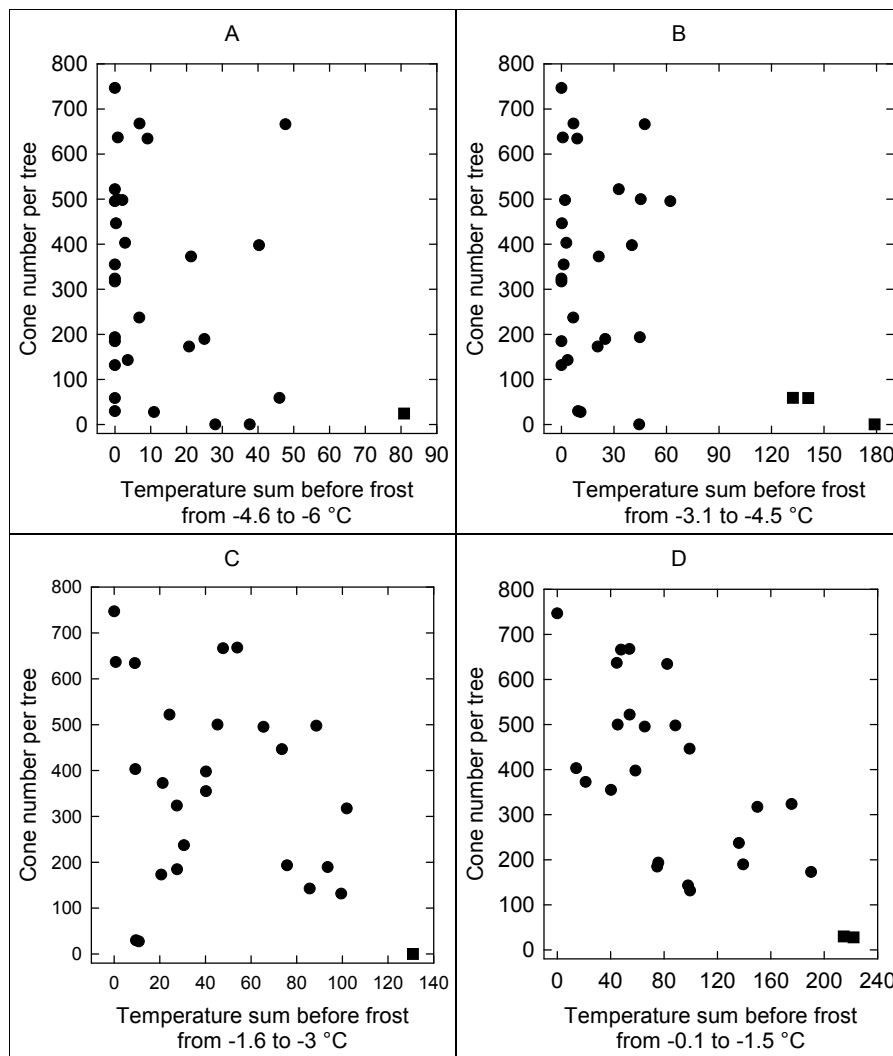 A
800
700
600
500
400
300
200
100
0
Cone number per tree
0 10 20 30 40 50 60 70 80 90
Temperature sum before frost
from -4.6 to -6 °C
B
800
700
600
500
400
300
200
100
0
Cone number per tree
0 30 60 90 120 150 180
Temperature sum before frost
from -3.1 to -4.5 °C
C
800
700
600
500
400
300
200
100
0
Cone number per tree
0 20 40 60 80 100 120 140
Temperature sum before frost
from -1.6 to -3 °C
D
800
700
600
500
400
300
200
100
0
Cone number per tree
0 40 80 120 160 200 240
Temperature sum before frost
from -0.1 to -1.5 °C